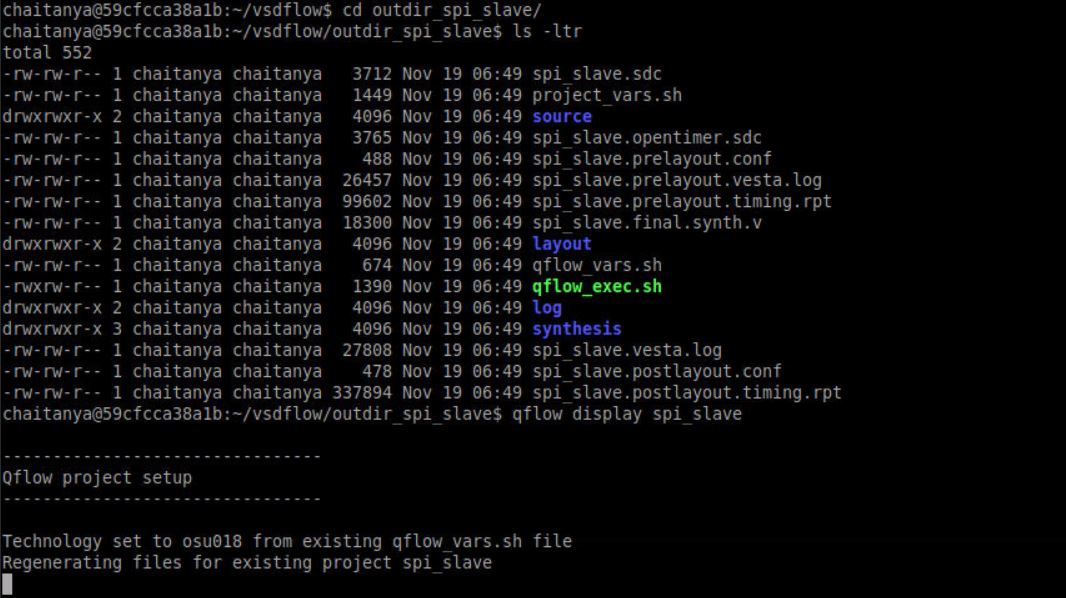 chaitanya@59cfcca38a1b:~/vsdflow$ cd outdir_spi_slave/
chaitanya@59cfcca38a1b:~/vsdflow/outdir_spi_slave$ ls -ltr
total 552
-rw-rw-r-- 1 chaitanya chaitanya   3712 Nov 19 06:49 spi_slave.sdc
-rw-rw-r-- 1 chaitanya chaitanya   1449 Nov 19 06:49 project_vars.sh
drwxrwxr-x 2 chaitanya chaitanya   4096 Nov 19 06:49 source
-rw-rw-r-- 1 chaitanya chaitanya   3765 Nov 19 06:49 spi_slave.opentimer.sdc
-rw-rw-r-- 1 chaitanya chaitanya    488 Nov 19 06:49 spi_slave.prelayout.conf
-rw-rw-r-- 1 chaitanya chaitanya  26457 Nov 19 06:49 spi_slave.prelayout.vesta.log
-rw-rw-r-- 1 chaitanya chaitanya  99602 Nov 19 06:49 spi_slave.prelayout.timing.rpt
-rw-rw-r-- 1 chaitanya chaitanya  18300 Nov 19 06:49 spi_slave.final.synth.v
drwxrwxr-x 2 chaitanya chaitanya   4096 Nov 19 06:49 layout
-rw-rw-r-- 1 chaitanya chaitanya    674 Nov 19 06:49 qflow_vars.sh
-rwxrw-r-- 1 chaitanya chaitanya   1390 Nov 19 06:49 qflow_exec.sh
drwxrwxr-x 2 chaitanya chaitanya   4096 Nov 19 06:49 log
drwxrwxr-x 3 chaitanya chaitanya   4096 Nov 19 06:49 synthesis
-rw-rw-r-- 1 chaitanya chaitanya  27808 Nov 19 06:49 spi_slave.vesta.log
-rw-rw-r-- 1 chaitanya chaitanya    478 Nov 19 06:49 spi_slave.postlayout.conf
-rw-rw-r-- 1 chaitanya chaitanya 337894 Nov 19 06:49 spi_slave.postlayout.timing.rpt
chaitanya@59cfcca38a1b:~/vsdflow/outdir_spi_slave$ qflow display spi_slave
--------------------------------
Qflow project setup
--------------------------------
Technology set to osu018 from existing qflow_vars.sh file
Regenerating files for existing project spi_slave